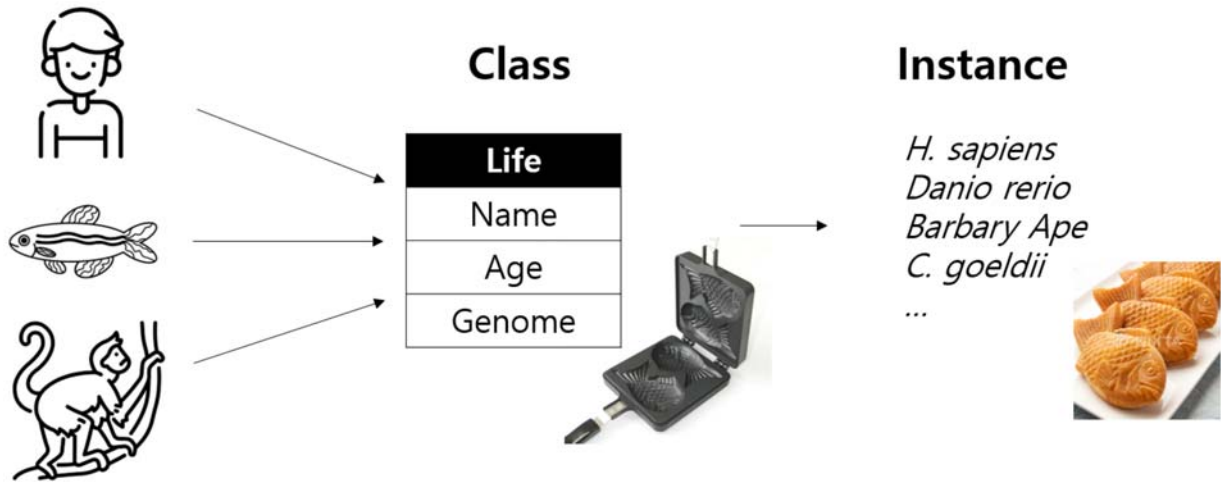 Class
Life
Name
Age
Genome
Instance
H. sapiens
Danio rerio
Barbary Ape
C. goeldii
...